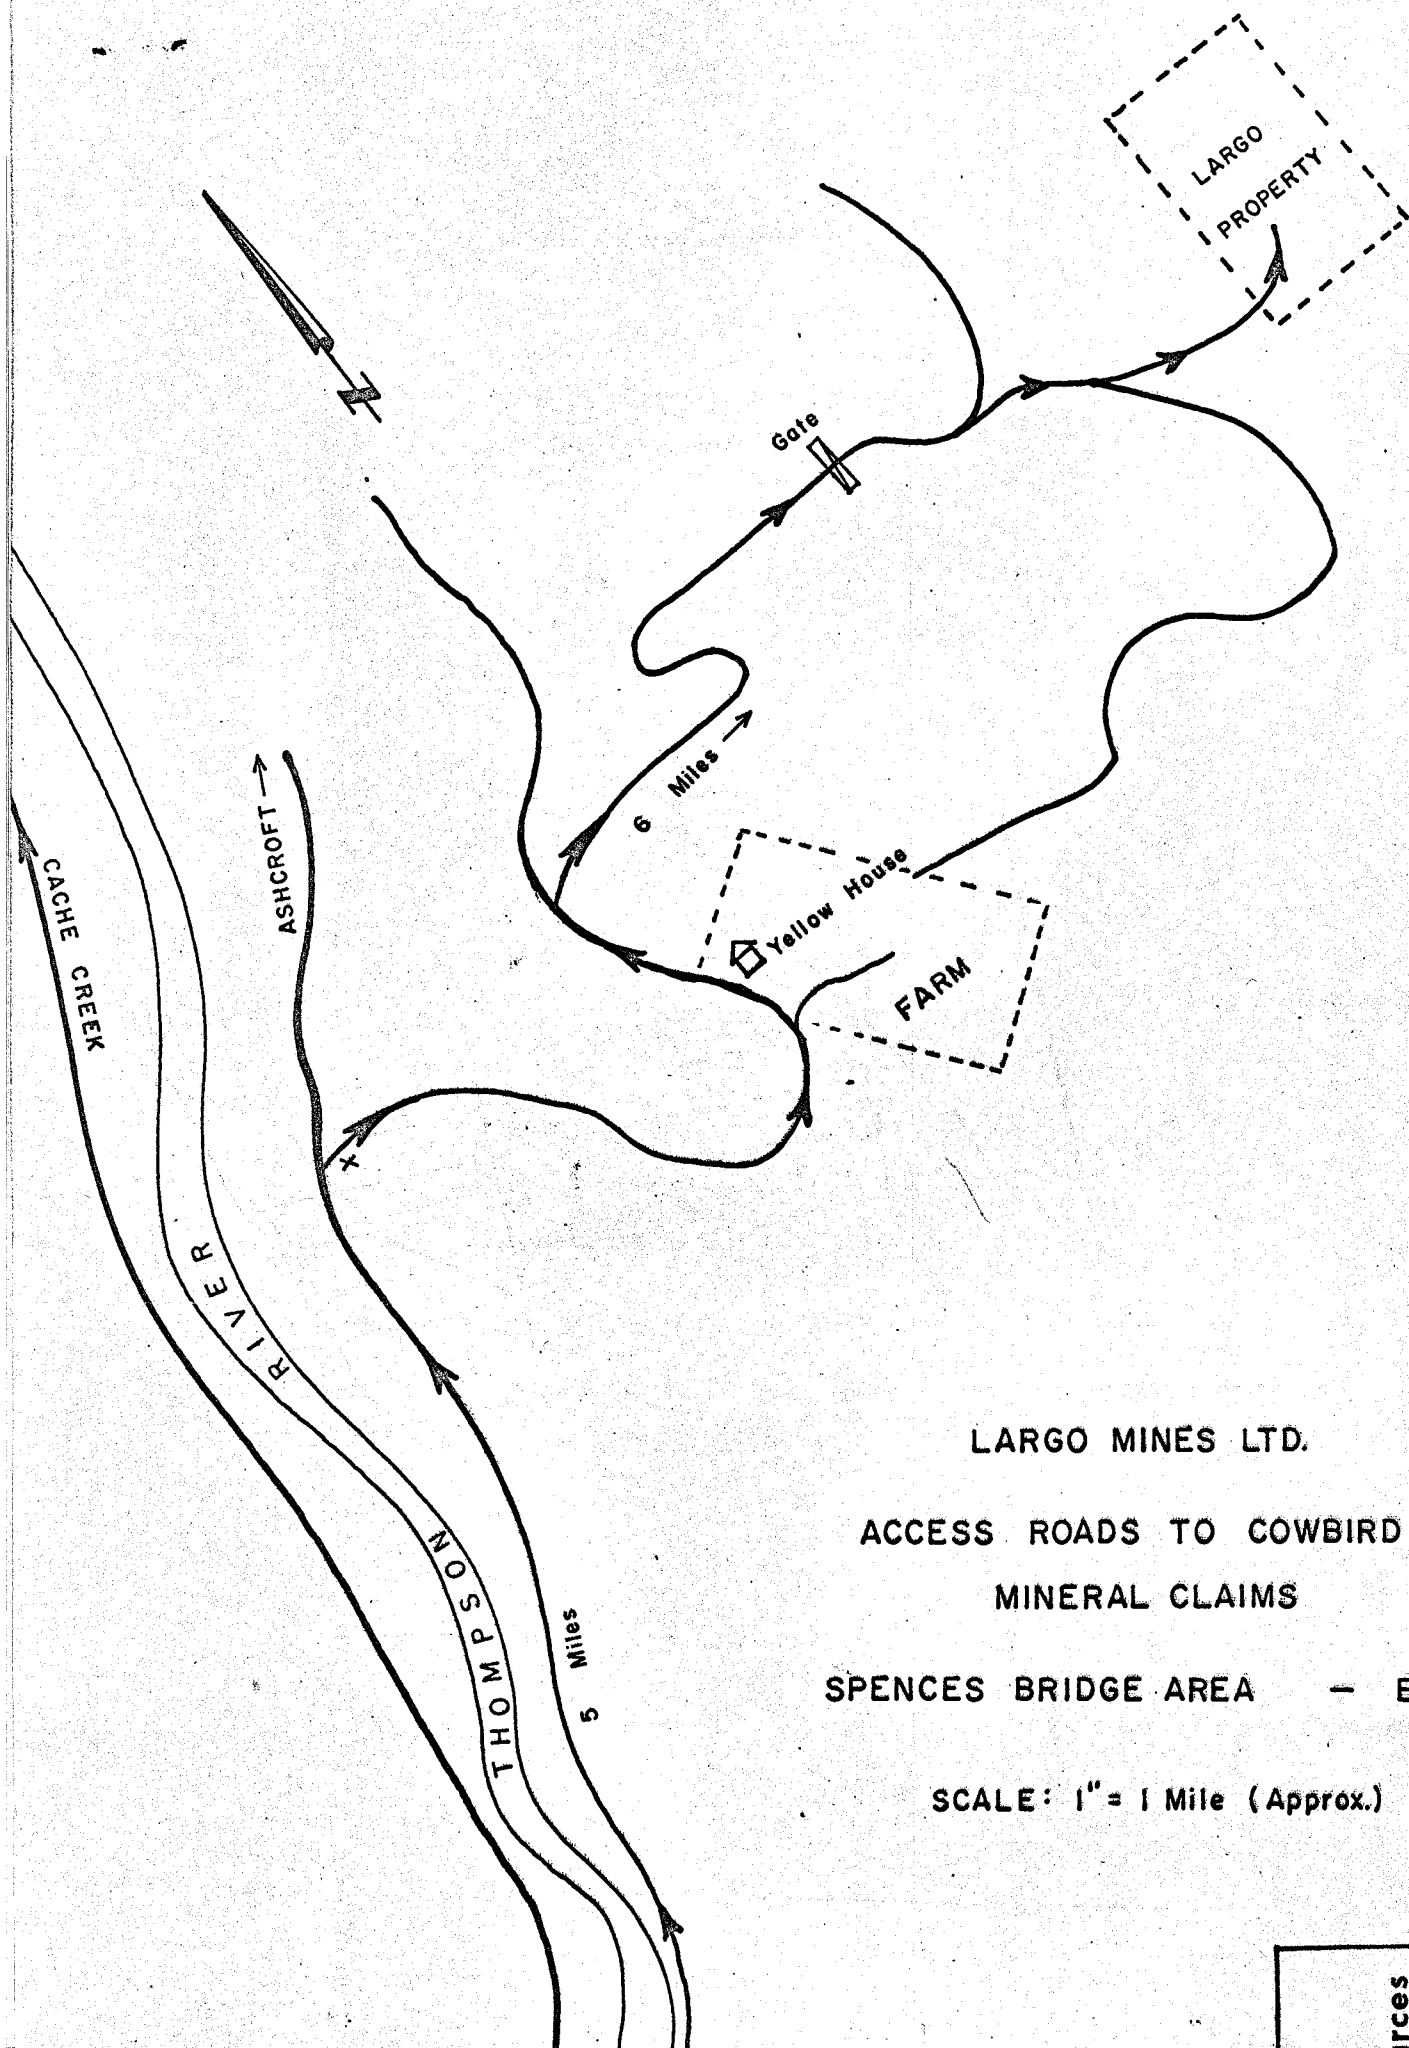 LARGO
PROPERTY
N
Gate
6 Miles →
ASHCROFT →
CACHE CREEK
Yellow House
FARM
X
RIVER
THOMPSON
5 Miles
LARGO MINES LTD.
ACCESS ROADS TO COWBIRD
MINERAL CLAIMS
SPENCES BRIDGE AREA –
SCALE: 1" = 1 Mile (Approx.)